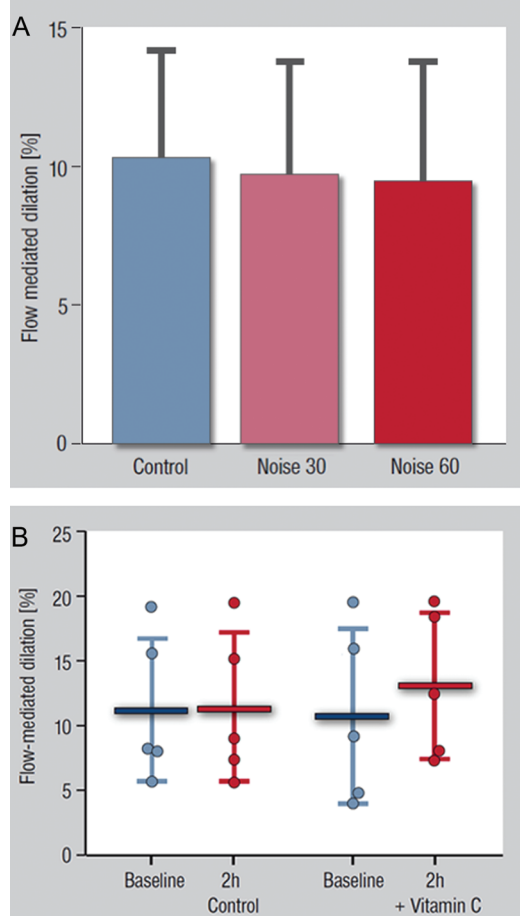 A
Flow mediated dilation [%]
15
10
5
0
Control
Noise 30
Noise 60
B
Flow-mediated dilation [%]
25
20
15
10
5
0
Baseline
2h
Baseline
2h
Control
+ Vitamin C